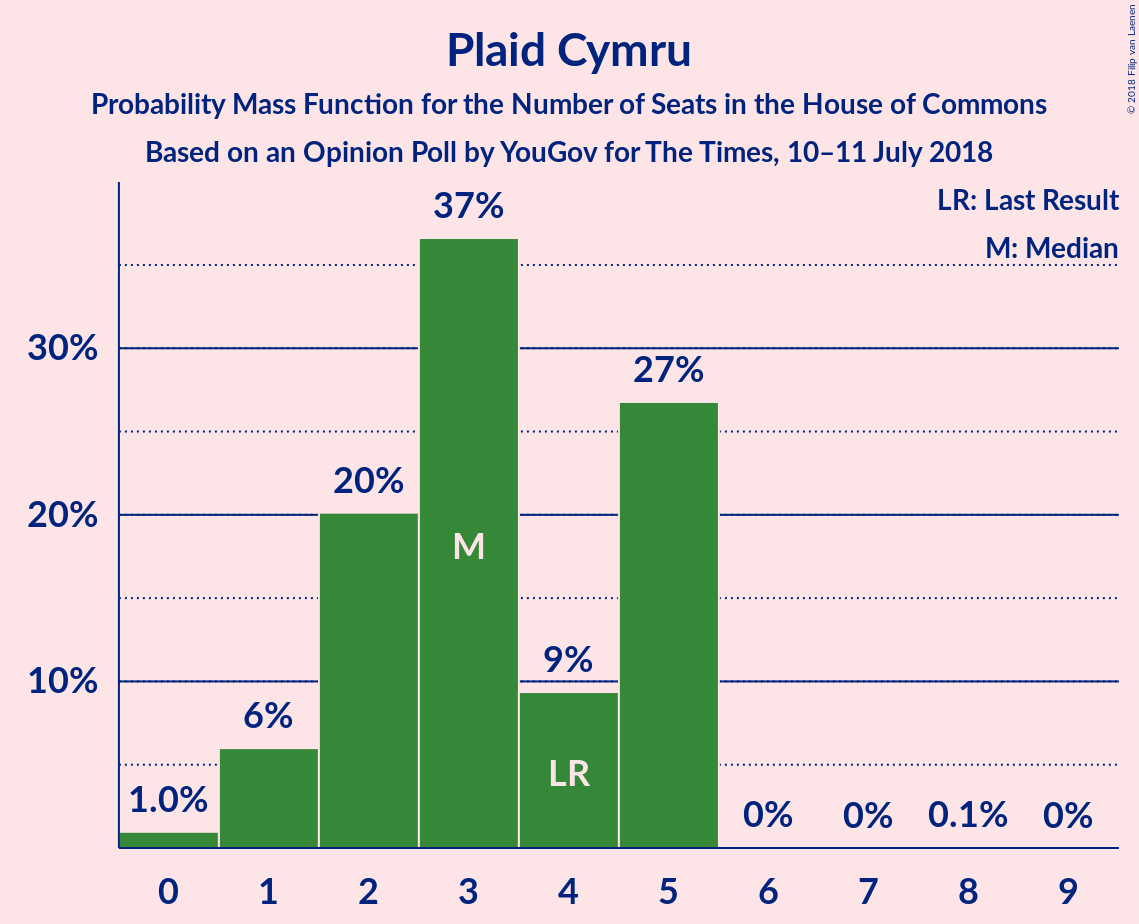 Plaid Cymru
Probability Mass Function for the Number of Seats in the House of Commons
Based on an Opinion Poll by YouGov for The Times, 10–11 July 2018
© 2018 Filip van Laenen
LR: Last Result
M: Median
37%
30%
27%
20%
20%
M
10%
9%
6%
LR
1.0%
0%
0%
0.1%
0%
0 1 2 3 4 5 6 7 8 9